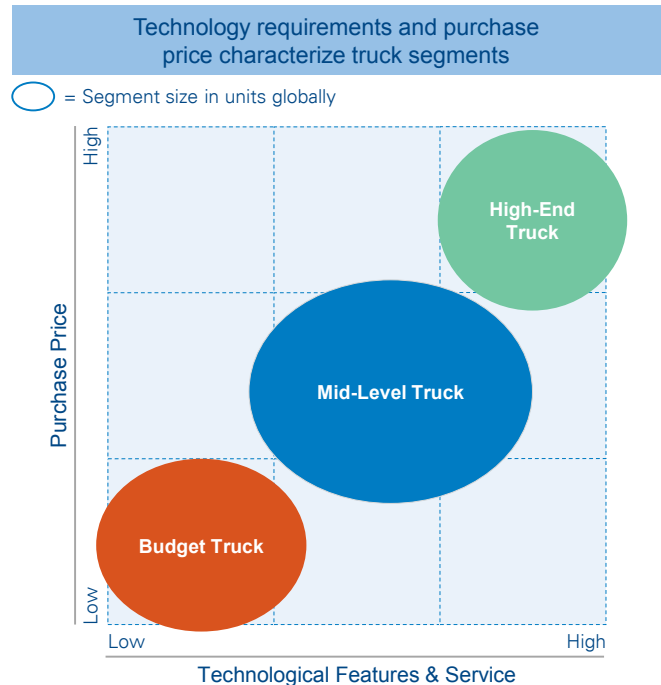 Technology requirements and purchase
price characterize truck segments
= Segment size in units globally
High
High-End
Truck
Purchase Price
Mid-Level Truck
Budget Truck
Low
Low
High
Technological Features & Service